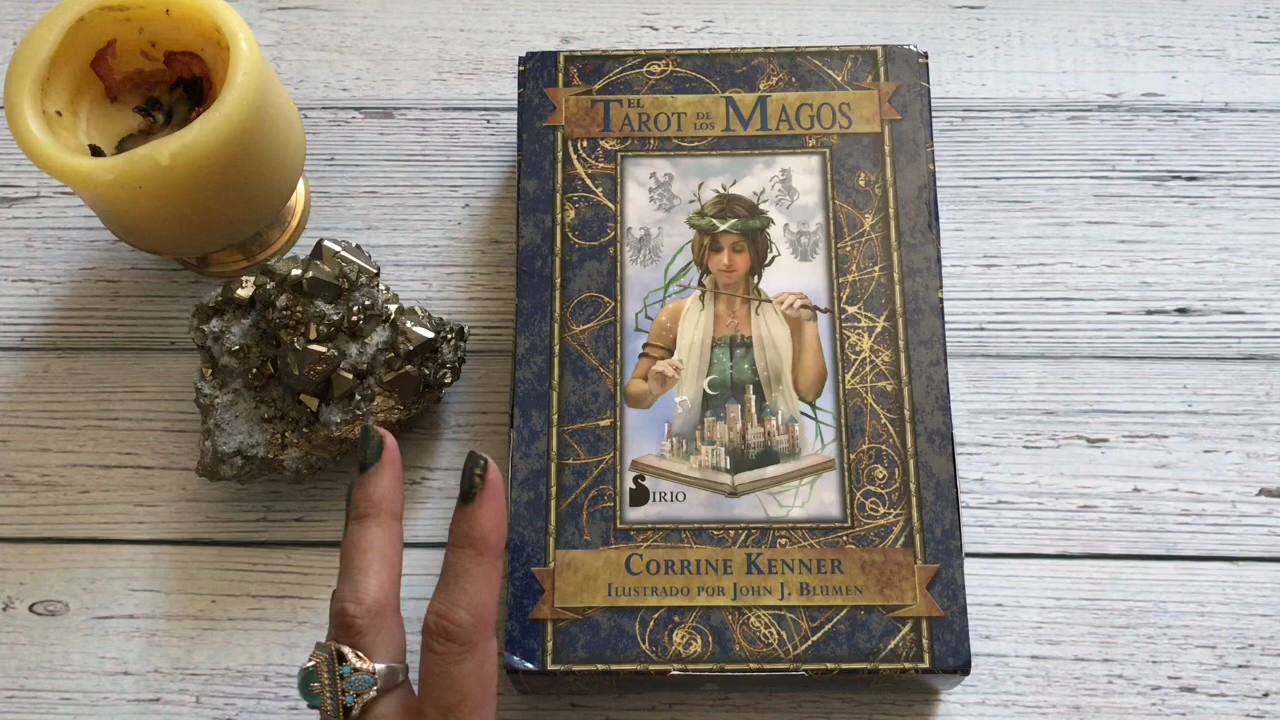 EL TAROT DE LOS MAGOS
SIRIO
CORRINE KENNER
ILUSTRADO POR JOHN J. BLUMEN